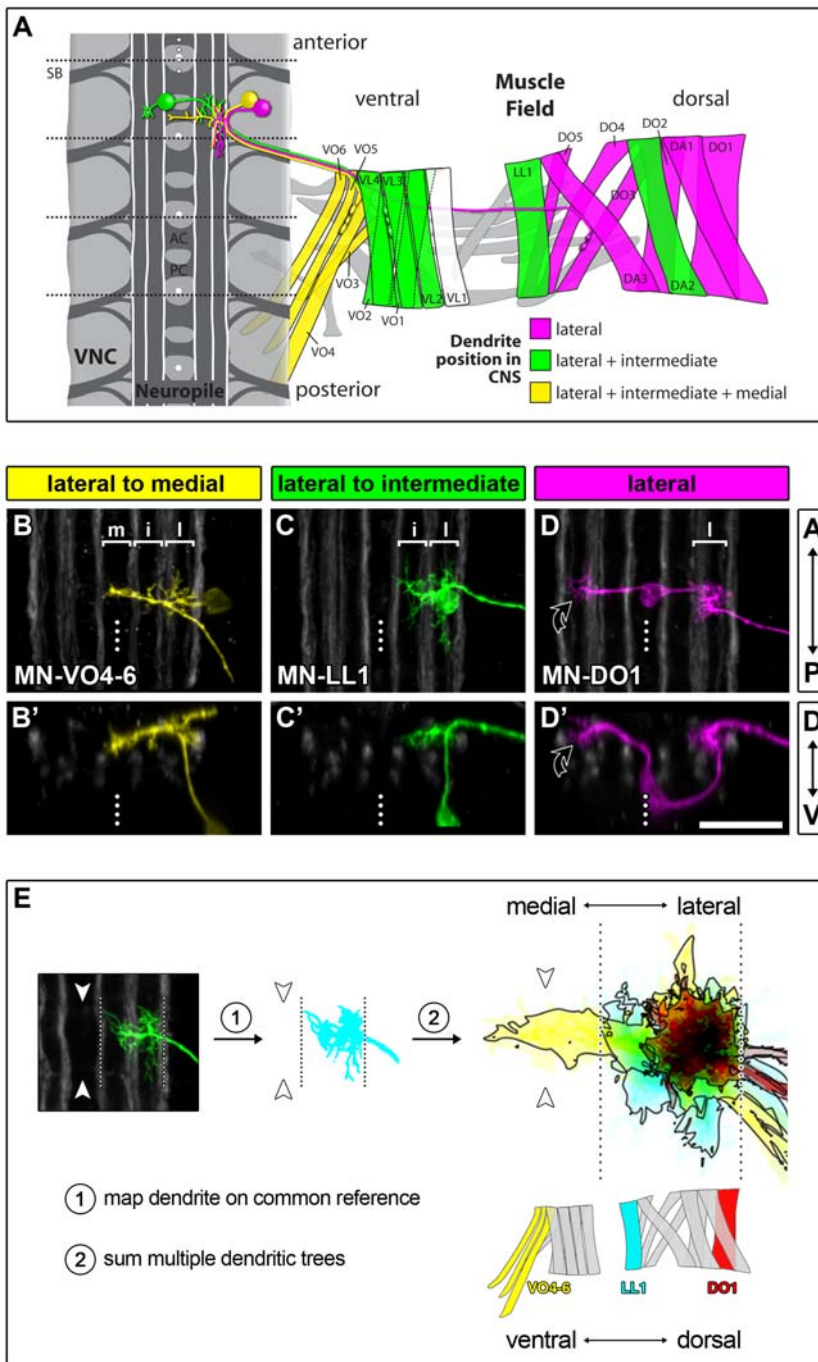 A
anterior
SB
ventral
Muscle
Field
dorsal
VO6
VO5
VL4
VL3
LL1
DO5
DO4
DO2
DA1
DO1
DO3
AC
PC
VO3
VO2
VO1
VL2
VL1
DA3
DA2
VO4
VNC
Neuropile
posterior
Dendrite
position in
CNS
lateral
lateral + intermediate
lateral + intermediate + medial
lateral to medial
lateral to intermediate
lateral
B
m
i
l
C
i
l
D
l
A
P
MN-VO4-6
MN-LL1
MN-DO1
B'
C'
D'
D
V
E
medial
lateral
1
2
1 map dendrite on common reference
2 sum multiple dendritic trees
VO4-6
LL1
DO1
ventral
dorsal